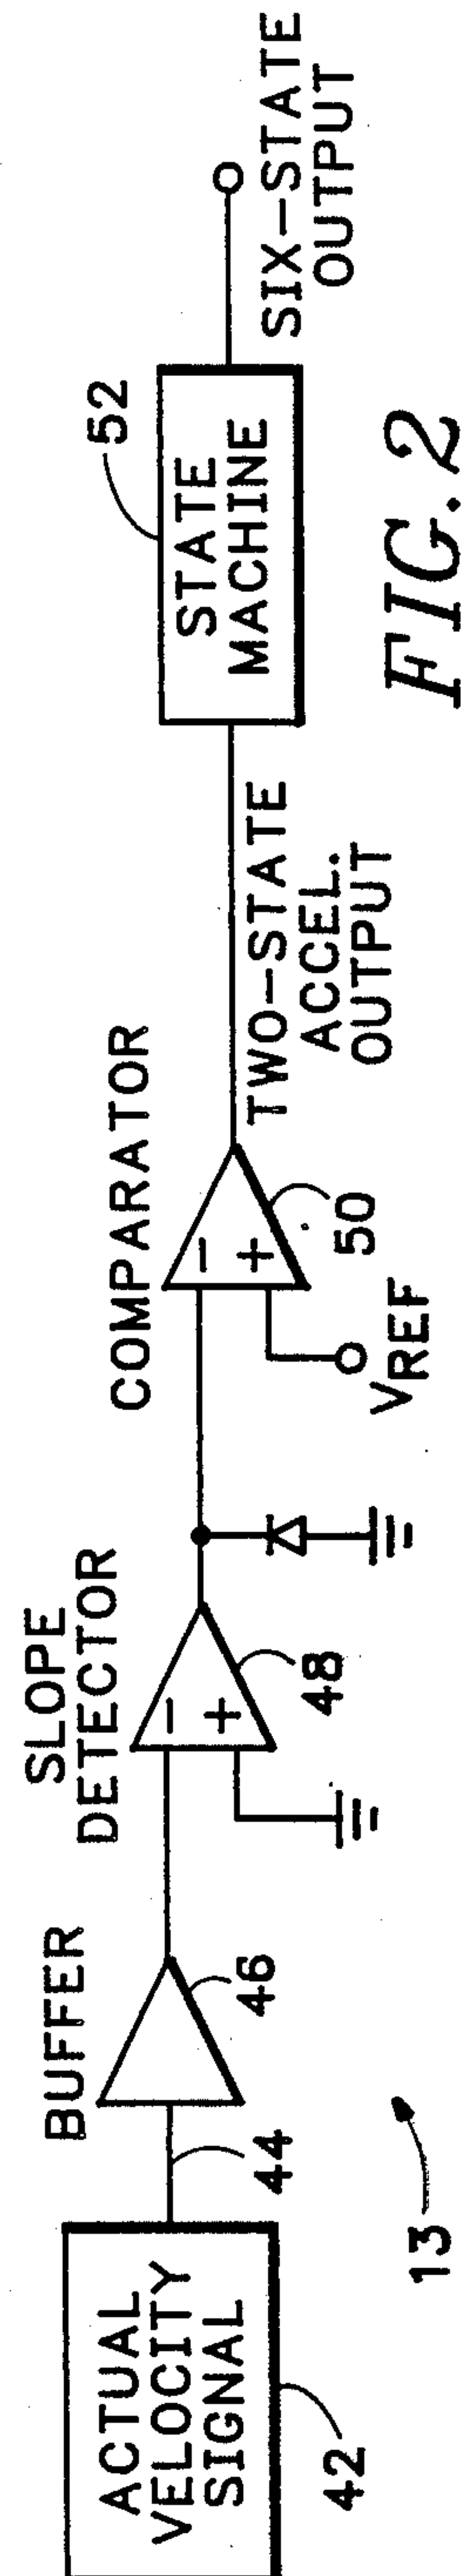 ACTUAL
VELOCITY
SIGNAL
42
44
BUFFER
46
13
SLOPE
DETECTOR
−
+
48
COMPARATOR
−
+
50
VREF
TWO-STATE
ACCEL.
OUTPUT
STATE
MACHINE
52
SIX-STATE
OUTPUT
FIG. 2